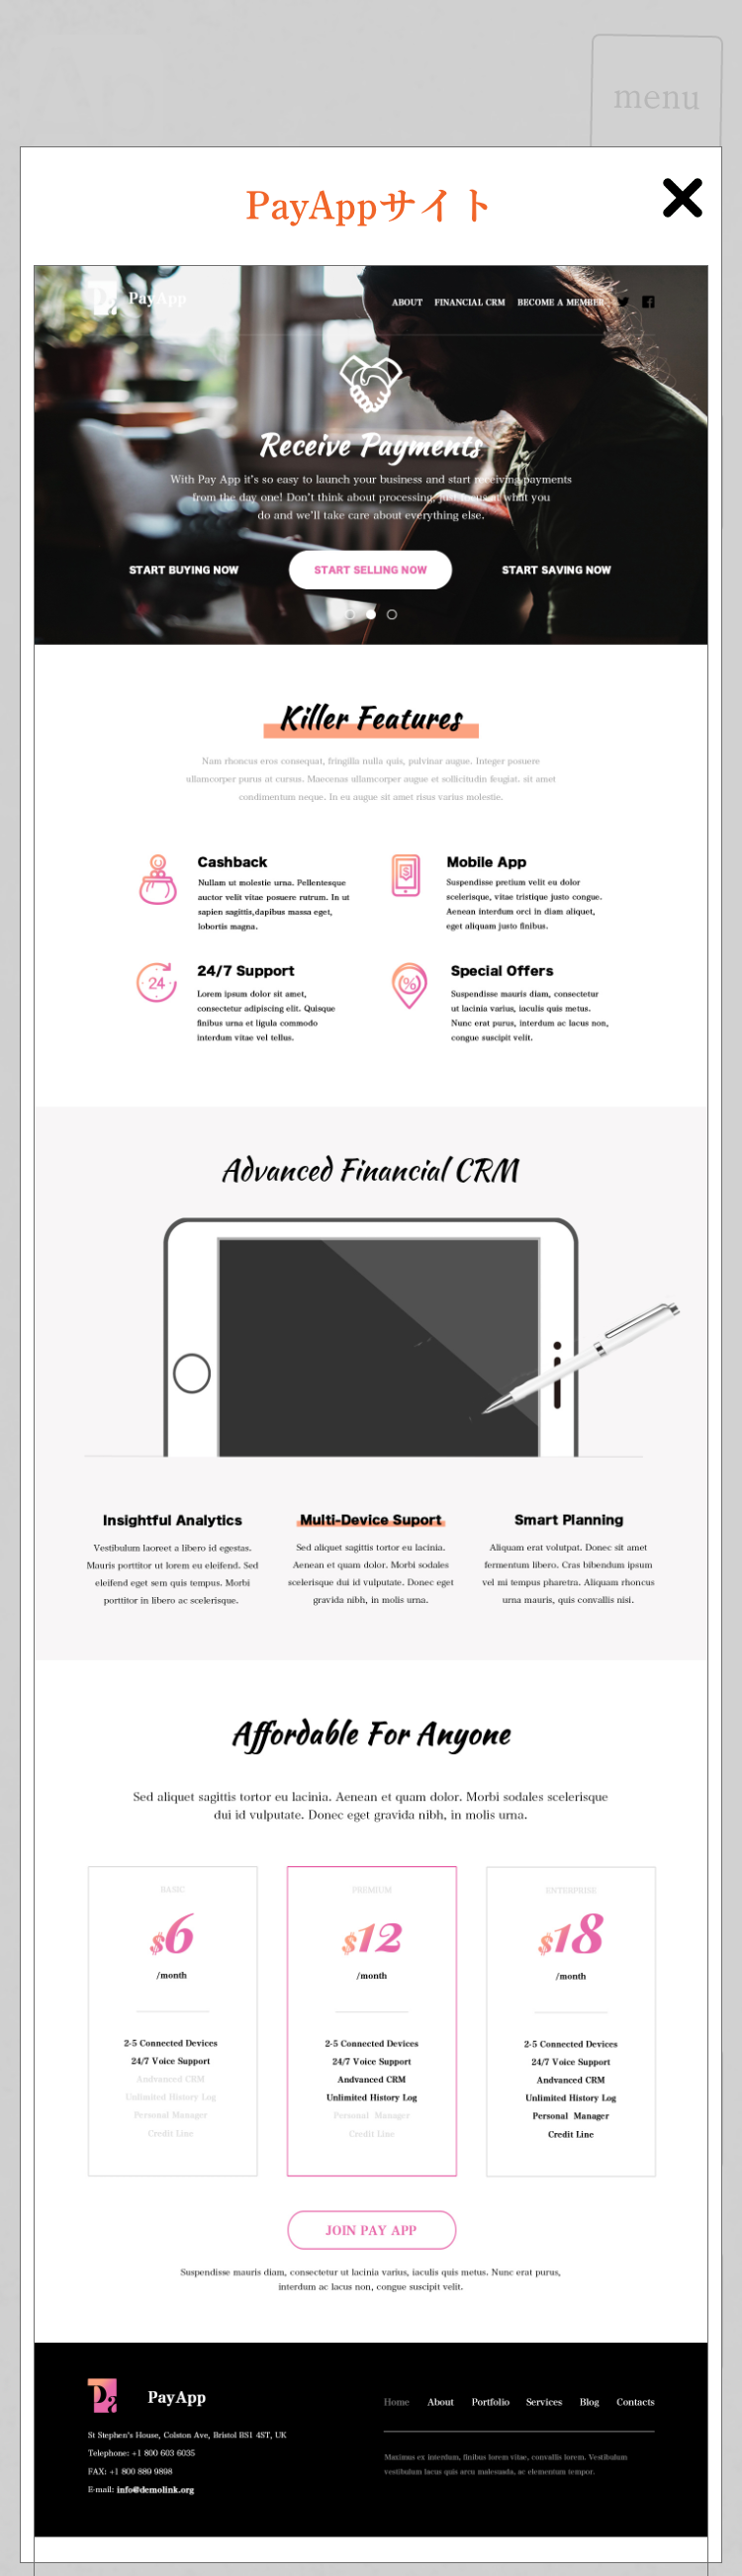 menu
PayAppサイト
PayApp
ABOUT FINANCIAL CRM BECOME A MEMBER
Receive Payments
With Pay App it's so easy to launch your business and start receiving payments
from the day one! Don't think about processing, just focus at what you
do and we'll take care about everything else.
START BUYING NOW START SELLING NOW START SAVING NOW
Killer Features
Nam rhoncus eros consequat, fringilla nulla quis, pulvinar augue. Integer posuere
ullamcorper purus at cursus. Maecenas ullamcorper augue et sollicitudin feugiat. sit amet
condimentum neque. In eu augue sit amet risus varius molestie.
Cashback
Nullam ut molestie urna. Pellentesque
auctor velit vitae posuere rutrum. In ut
sapien sagittis,dapibus massa eget,
lobortis magna.
Mobile App
Suspendisse pretium velit eu dolor
scelerisque, vitae tristique justo congue.
Aenean interdum orci in diam aliquet,
eget aliquam justo finibus.
24
24/7 Support
Lorem ipsum dolor sit amet,
consectetur adipiscing elit. Quisque
finibus urna et ligula commodo
interdum vitae vel tellus.
%
Special Offers
Suspendisse mauris diam, consectetur
ut lacinia varius, iaculis quis metus.
Nunc erat purus, interdum ac lacus non,
congue suscipit velit.
Advanced Financial CRM
Insightful Analytics
Vestibulum laoreet a libero id egestas.
Mauris porttitor ut lorem eu eleifend. Sed
eleifend eget sem quis tempus. Morbi
porttitor in libero ac scelerisque.
Multi-Device Suport
Sed aliquet sagittis tortor eu lacinia.
Aenean et quam dolor. Morbi sodales
scelerisque dui id vulputate. Donec eget
gravida nibh, in molis urna.
Smart Planning
Aliquam erat volutpat. Donec sit amet
fermentum libero. Cras bibendum ipsum
vel mi tempus pharetra. Aliquam rhoncus
urna mauris, quis convallis nisi.
Affordable For Anyone
Sed aliquet sagittis tortor eu lacinia. Aenean et quam dolor. Morbi sodales scelerisque
dui id vulputate. Donec eget gravida nibh, in molis urna.
BASIC
$6
/month
2-5 Connected Devices
24/7 Voice Support
Andvanced CRM
Unlimited History Log
Personal Manager
Credit Line
PREMIUM
$12
/month
2-5 Connected Devices
24/7 Voice Support
Andvanced CRM
Unlimited History Log
Personal Manager
Credit Line
ENTERPRISE
$18
/month
2-5 Connected Devices
24/7 Voice Support
Andvanced CRM
Unlimited History Log
Personal Manager
Credit Line
JOIN PAY APP
Suspendisse mauris diam, consectetur ut lacinia varius, iaculis quis metus. Nunc erat purus,
interdum ac lacus non, congue suscipit velit.
PayApp
St Stephen's House, Colston Ave, Bristol BS1 4ST, UK
Telephone: +1 800 603 6035
FAX: +1 800 889 9898
E-mail: info@demolink.org
Home About Portfolio Services Blog Contacts
Maximus ex interdum, finibus lorem vitae, convallis lorem. Vestibulum
vestibulum lacus quis arcu malesuada, ac elementum tempor.